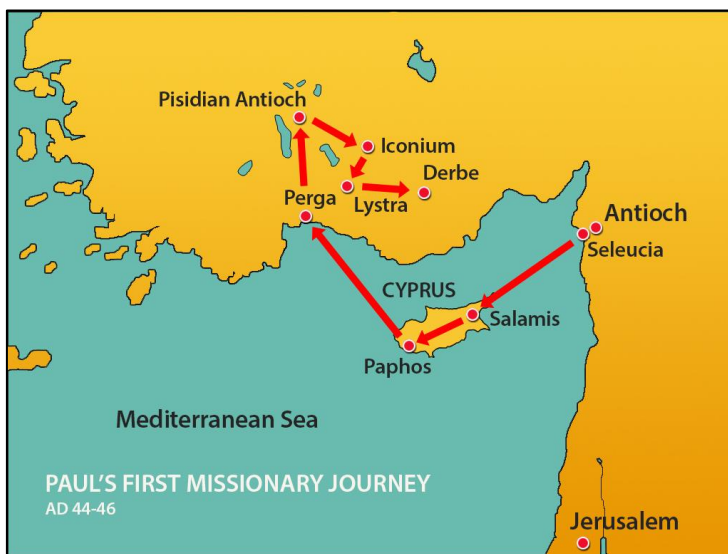 Pisidian Antioch
Iconium
Derbe
Perga
Lystra
Antioch
Seleucia
CYPRUS
Salamis
Paphos
Mediterranean Sea
PAUL'S FIRST MISSIONARY JOURNEY
AD 44-46
Jerusalem